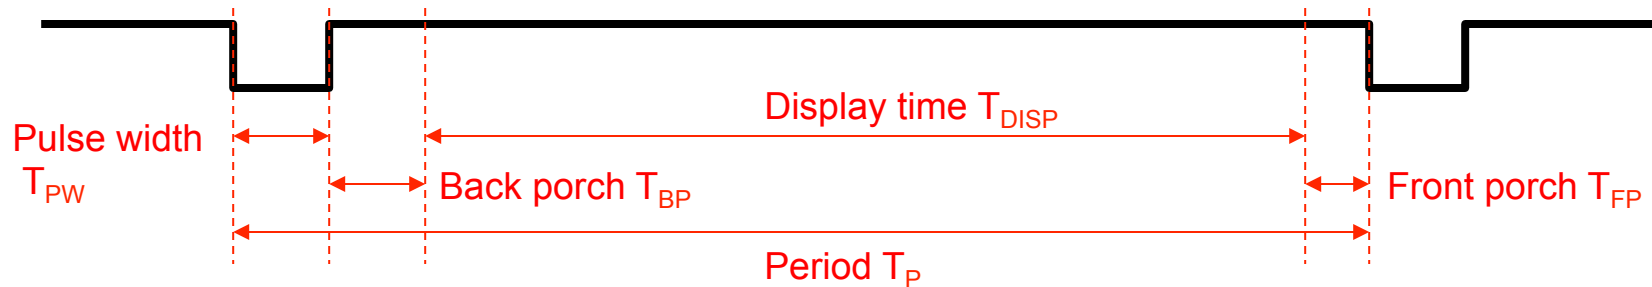 Display time T_DISP
Pulse width
T_PW
Back porch T_BP
Front porch T_FP
Period T_P